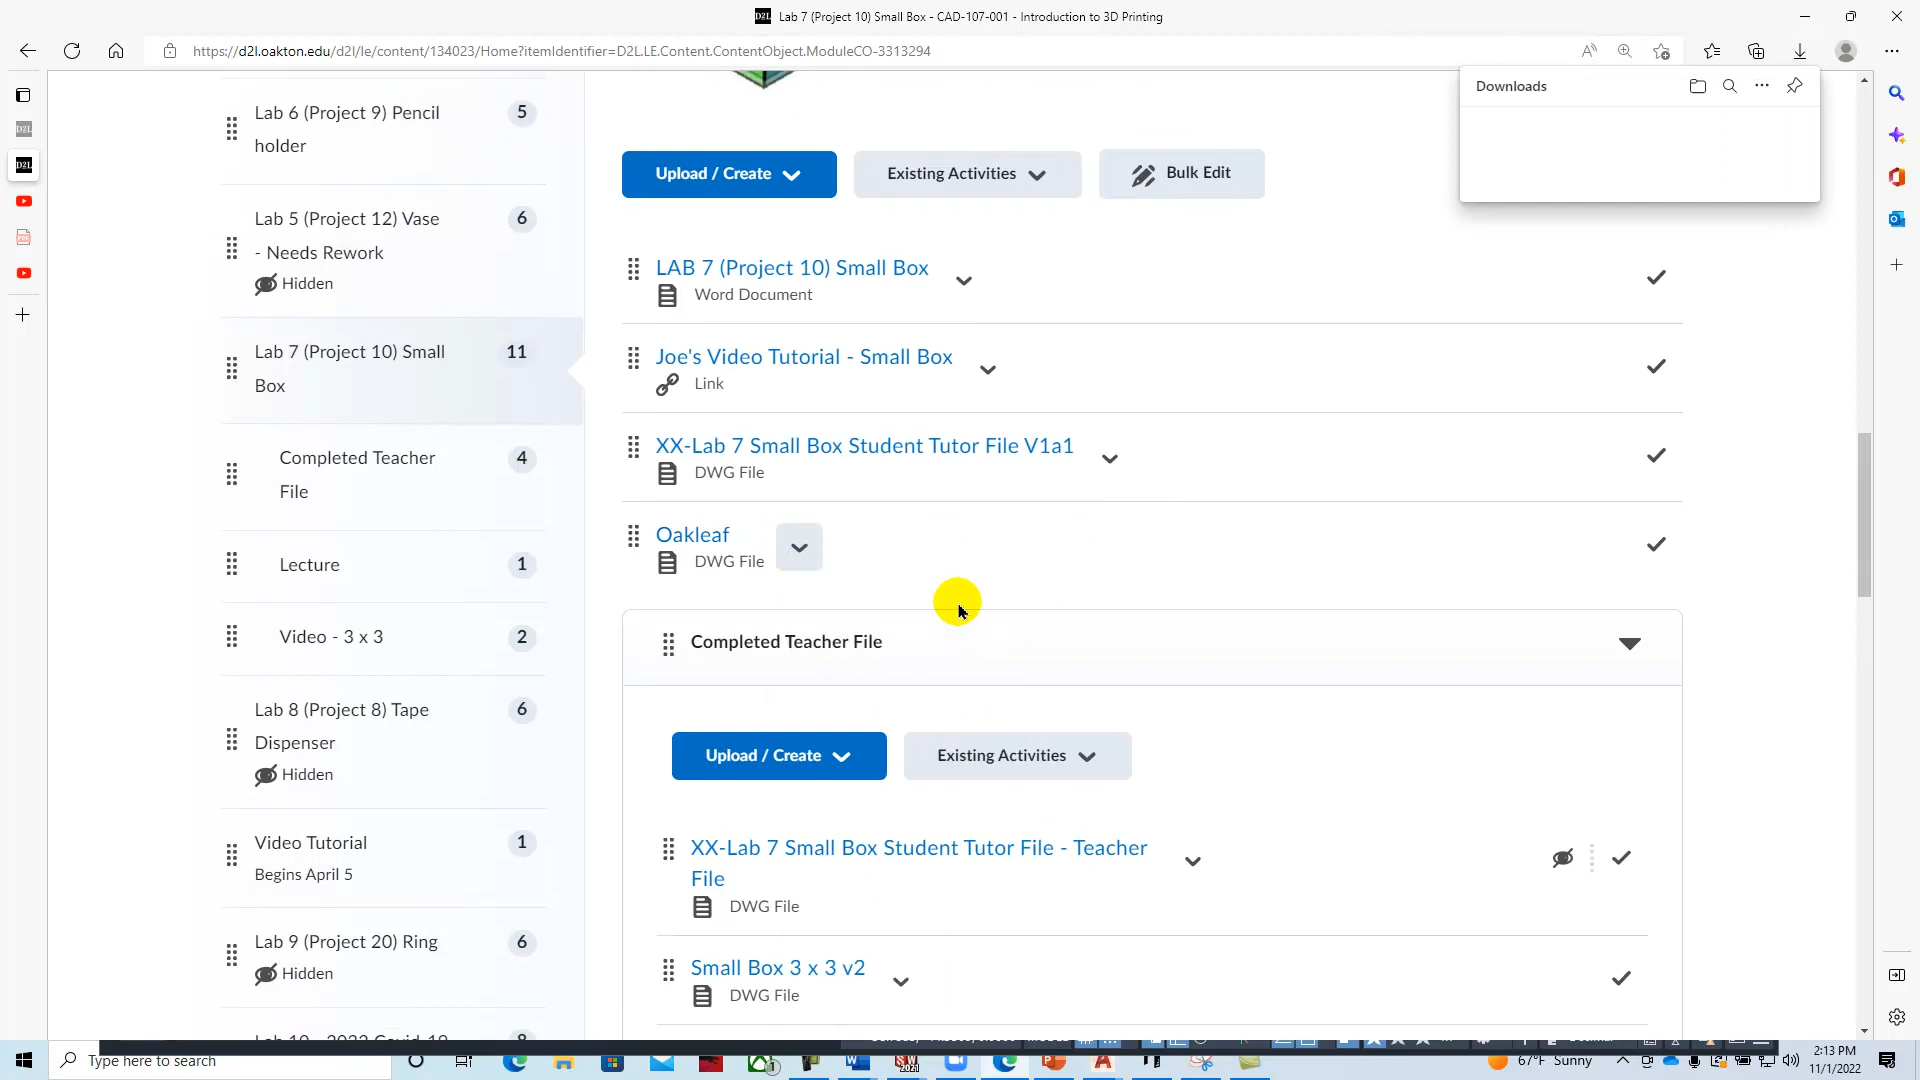 D2L Lab 7 (Project 10) Small Box - CAD-107-001 - Introduction to 3D Printing
https://d2l.oakton.edu/d2l/le/content/134023/Home?itemIdentifier=D2L.LE.Content.ContentObject.ModuleCO-3313294
Downloads
D2L
D2L
Lab 6 (Project 9) Pencil
holder
5
Lab 5 (Project 12) Vase
- Needs Rework
6
Hidden
Lab 7 (Project 10) Small
Box
11
Completed Teacher
File
4
Lecture
1
Video - 3 x 3
2
Lab 8 (Project 8) Tape
Dispenser
6
Hidden
Video Tutorial
1
Begins April 5
Lab 9 (Project 20) Ring
6
Hidden
Upload / Create
Existing Activities
Bulk Edit
LAB 7 (Project 10) Small Box
Word Document
Joe's Video Tutorial - Small Box
Link
XX-Lab 7 Small Box Student Tutor File V1a1
DWG File
Oakleaf
DWG File
Completed Teacher File
Upload / Create
Existing Activities
XX-Lab 7 Small Box Student Tutor File - Teacher
File
DWG File
Small Box 3 x 3 v2
DWG File
Type here to search
67°F Sunny
2:13 PM
11/1/2022